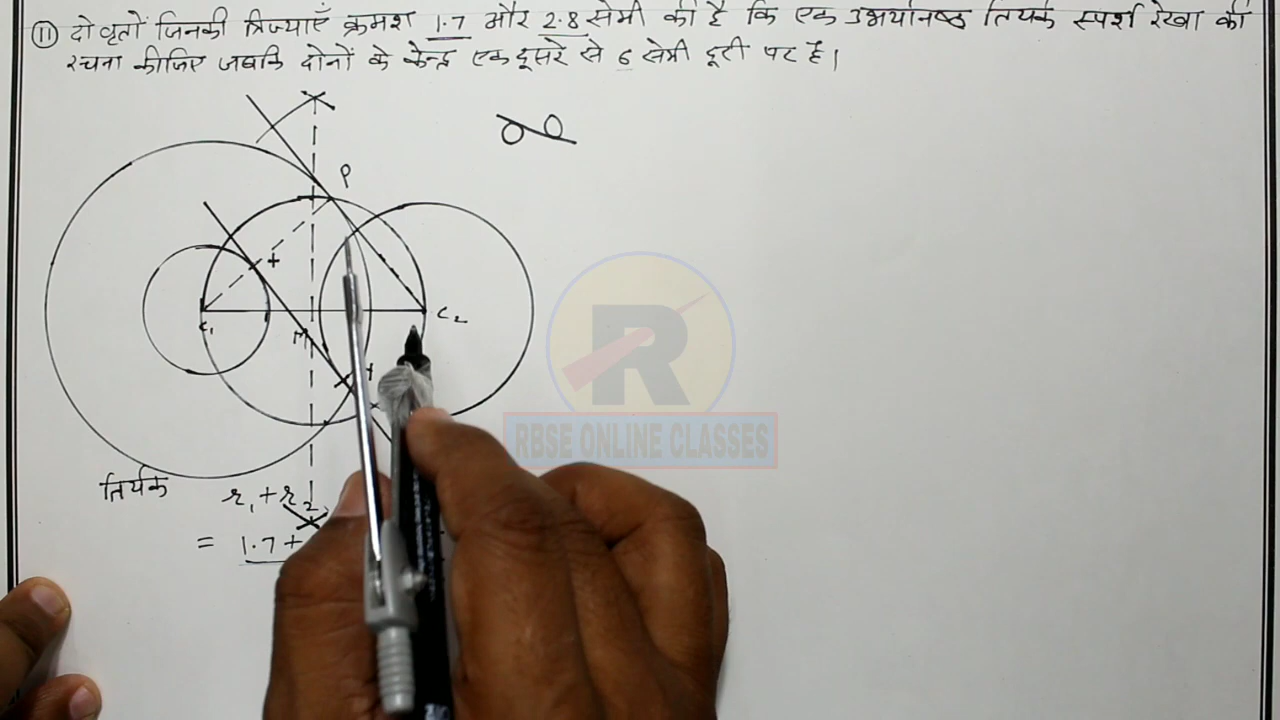 11 दो वृतों जिनकी त्रिज्याएँ क्रमश 1.7 और 2.8 सेमी की है कि एक उभयनिष्ठ तिर्यक स्पर्श रेखा की
रचना कीजिए जबकि दोनों के केन्द्र एक दूसरे से 6 सेमी दूरी पर है।
P
C₁
C₂
M
R
RBSE ONLINE CLASSES
तिर्यक
r₁ + r₂
= 1.7 +